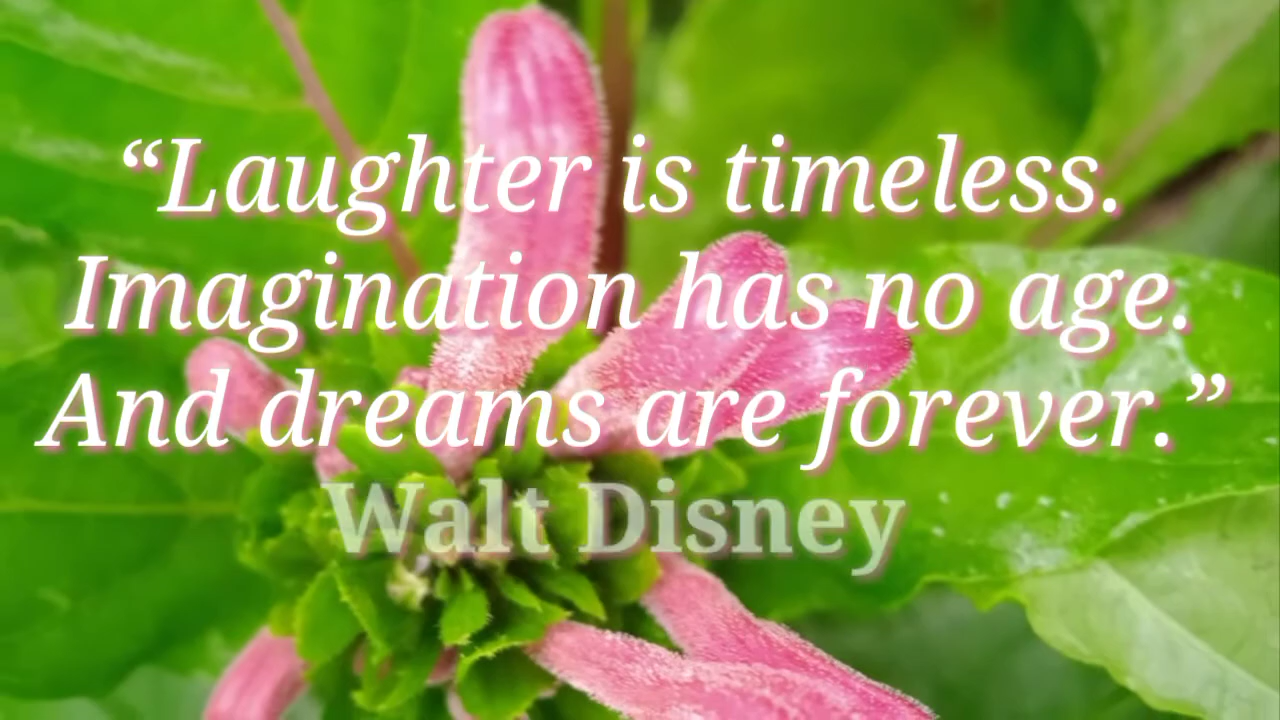 “Laughter is timeless.
Imagination has no age.
And dreams are forever.”
Walt Disney